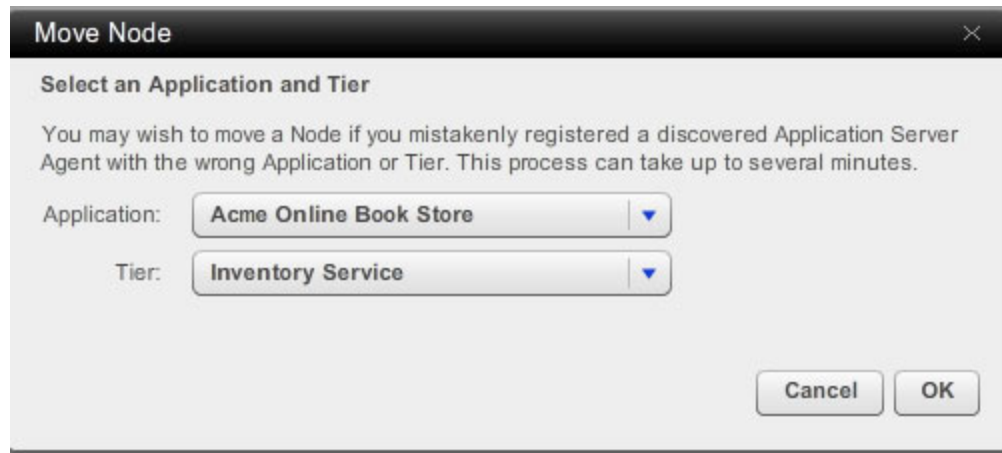 Move Node
Select an Application and Tier
You may wish to move a Node if you mistakenly registered a discovered Application Server
Agent with the wrong Application or Tier. This process can take up to several minutes.
Application: Acme Online Book Store
Tier: Inventory Service
Cancel OK